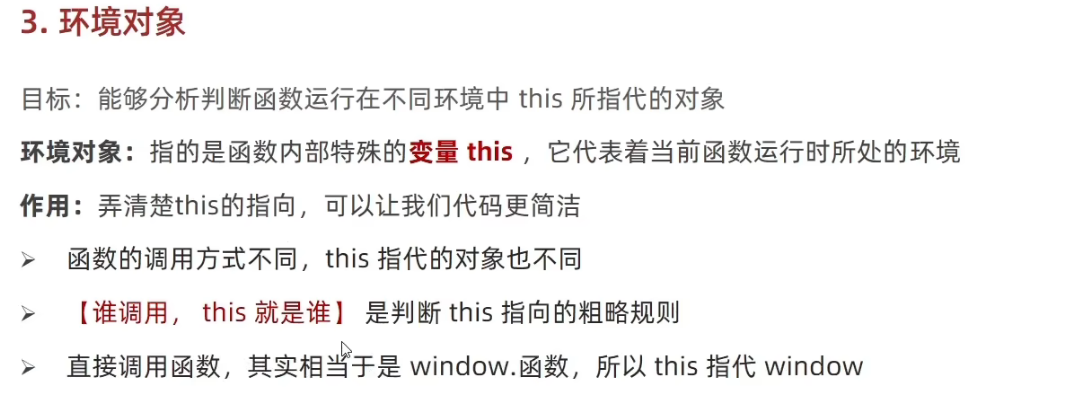 3. 环境对象
目标：能够分析判断函数运行在不同环境中 this 所指代的对象
环境对象：指的是函数内部特殊的变量 this ，它代表着当前函数运行时所处的环境
作用：弄清楚this的指向，可以让我们代码更简洁
➢ 函数的调用方式不同，this 指代的对象也不同
➢ 【谁调用， this 就是谁】 是判断 this 指向的粗略规则
➢ 直接调用函数，其实相当于是 window.函数，所以 this 指代 window